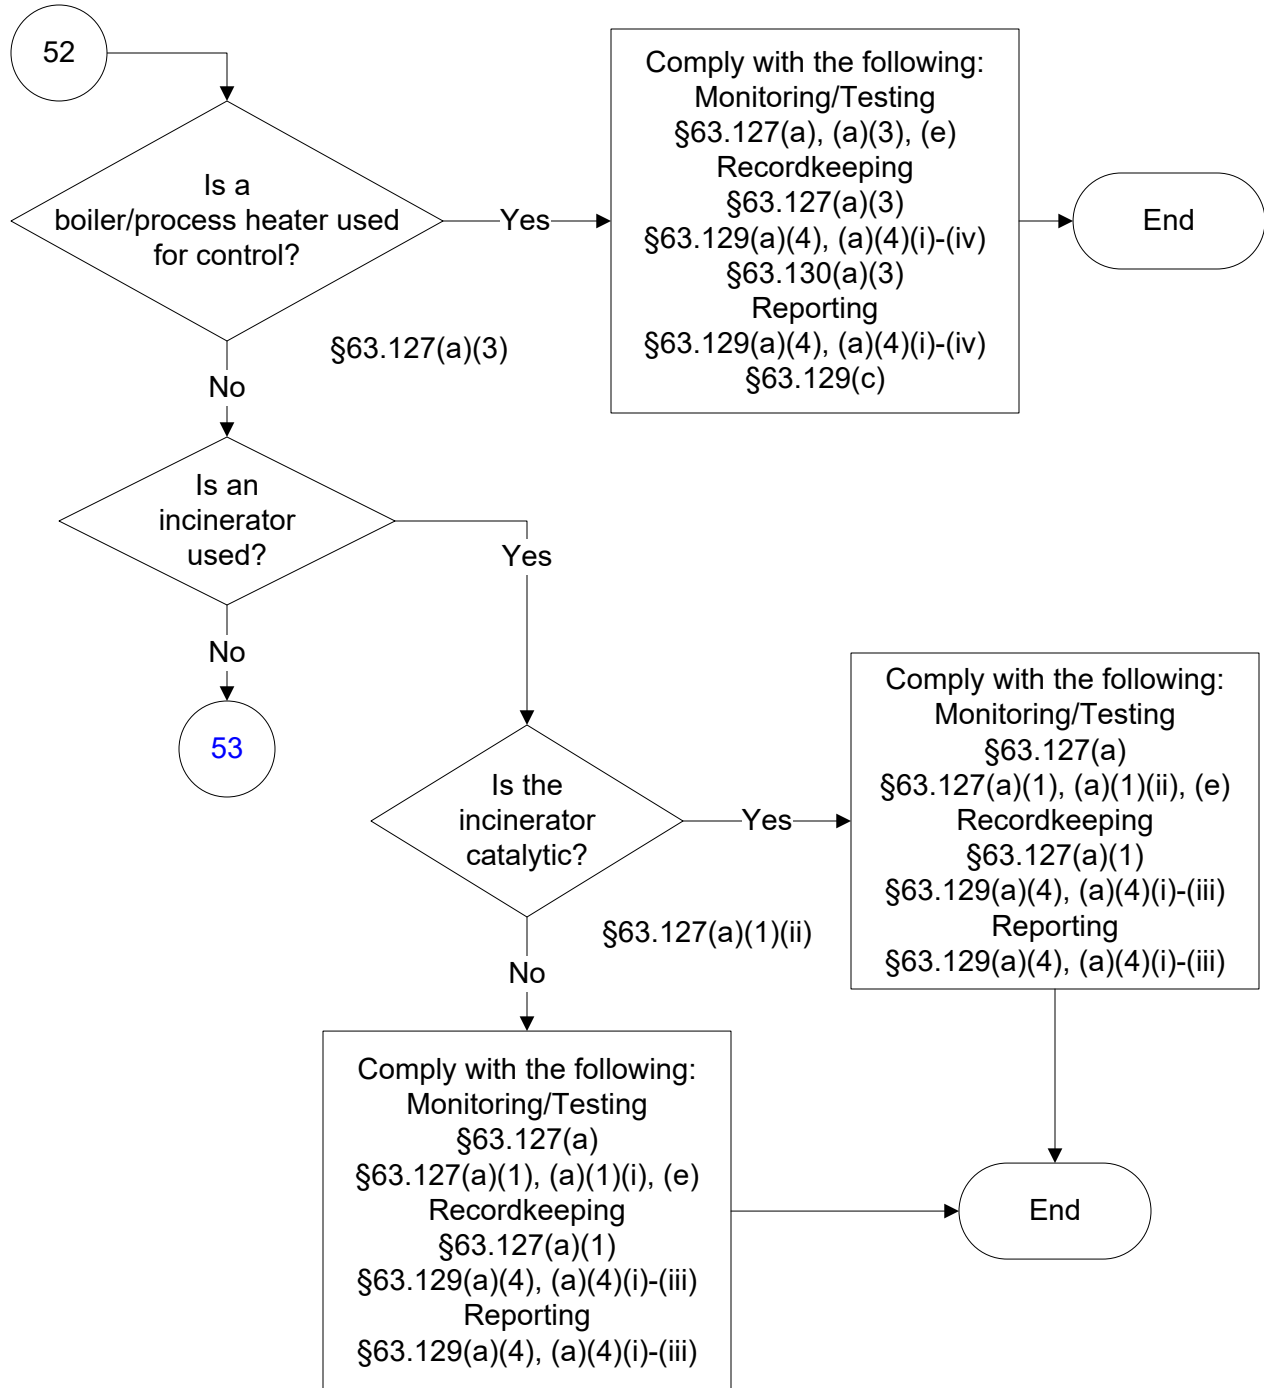 52
Is a
boiler/process heater used
for control?
Yes
Comply with the following:
Monitoring/Testing
§63.127(a), (a)(3), (e)
Recordkeeping
§63.127(a)(3)
§63.129(a)(4), (a)(4)(i)-(iv)
§63.130(a)(3)
Reporting
§63.129(a)(4), (a)(4)(i)-(iv)
§63.129(c)
End
§63.127(a)(3)
No
Is an
incinerator
used?
Yes
No
53
Is the
incinerator
catalytic?
Yes
Comply with the following:
Monitoring/Testing
§63.127(a)
§63.127(a)(1), (a)(1)(ii), (e)
Recordkeeping
§63.127(a)(1)
§63.129(a)(4), (a)(4)(i)-(iii)
Reporting
§63.129(a)(4), (a)(4)(i)-(iii)
§63.127(a)(1)(ii)
No
Comply with the following:
Monitoring/Testing
§63.127(a)
§63.127(a)(1), (a)(1)(i), (e)
Recordkeeping
§63.127(a)(1)
§63.129(a)(4), (a)(4)(i)-(iii)
Reporting
§63.129(a)(4), (a)(4)(i)-(iii)
End